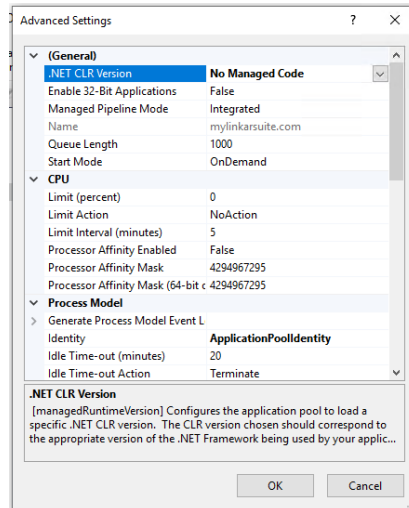 Advanced Settings ?
(General)
.NET CLR Version No Managed Code
Enable 32-Bit Applications False
Managed Pipeline Mode Integrated
Name mylinkarsuite.com
Queue Length 1000
Start Mode OnDemand
CPU
Limit (percent) 0
Limit Action NoAction
Limit Interval (minutes) 5
Processor Affinity Enabled False
Processor Affinity Mask 4294967295
Processor Affinity Mask (64-bit c 4294967295
Process Model
Generate Process Model Event L
Identity ApplicationPoolIdentity
Idle Time-out (minutes) 20
Idle Time-out Action Terminate
.NET CLR Version
[managedRuntimeVersion] Configures the application pool to load a
specific .NET CLR version. The CLR version chosen should correspond to
the appropriate version of the .NET Framework being used by your applic...
OK Cancel